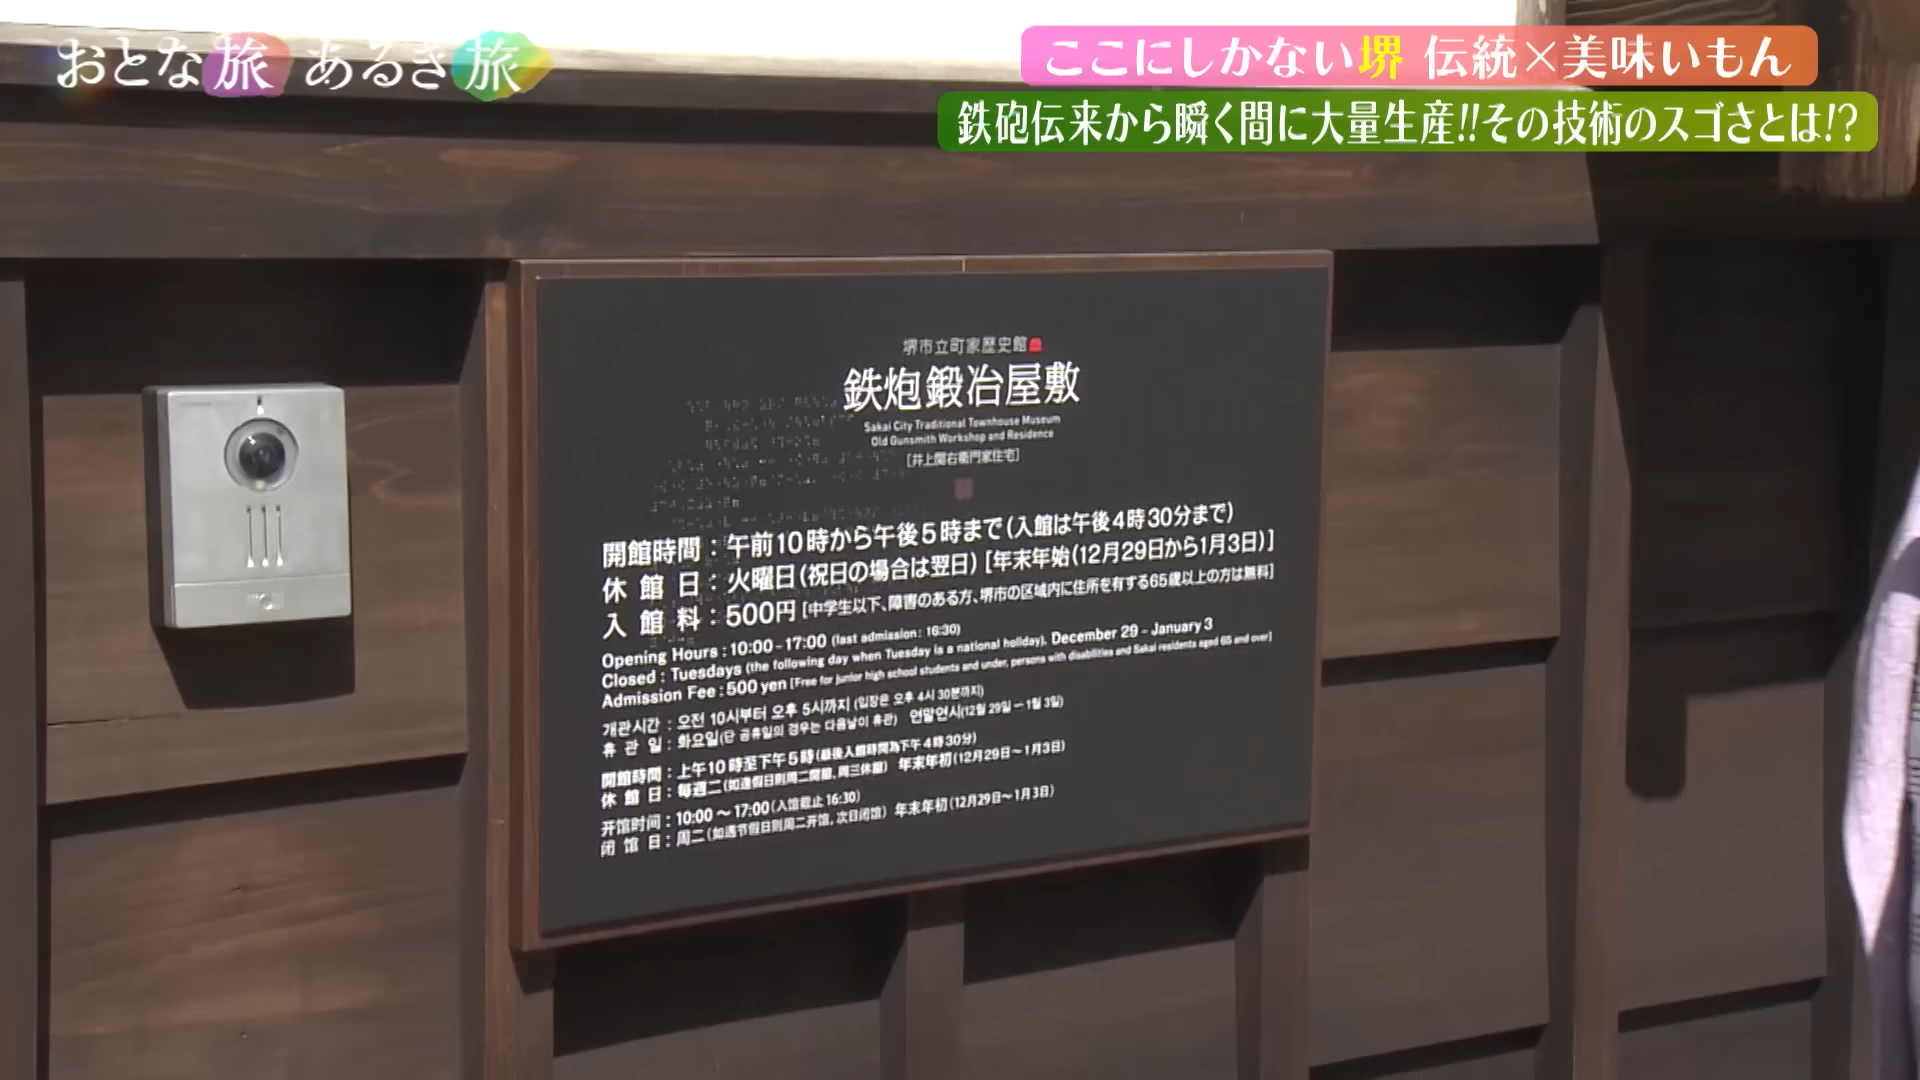 おとな旅 あるき旅
ここにしかない堺 伝統×美味いもん
鉄砲伝来から瞬く間に大量生産!!その技術のスゴさとは!?
堺市立町家歴史館
鉄炮鍛冶屋敷
Sakai City Traditional Townhouse Museum
Old Gunsmith Workshop and Residence
[井上関右衛門家住宅]
開館時間：午前10時から午後5時まで(入館は午後4時30分まで)
休館日：火曜日(祝日の場合は翌日)[年末年始(12月29日から1月3日)]
入館料：500円[中学生以下、障害のある方、堺市の区域内に住所を有する65歳以上の方は無料]
Opening Hours : 10:00 - 17:00 (last admission: 16:30)
Closed : Tuesdays (the following day when Tuesday is a national holiday), December 29 - January 3
Admission Fee : 500 yen [Free for junior high school students and under, persons with disabilities and Sakai residents aged 65 and over]
개관시간 : 오전 10시부터 오후 5시까지 (입장은 오후 4시 30분까지)
휴관일 : 화요일(단 공휴일의 경우는 다음날이 휴관) 연말연시(12월 29일 — 1월 3일)
開館時間：上午10時至下午5時(最後入館時間為下午4時30分)
休館日：每週二(如逢假日則周二開館，周三休館) 年末年初(12月29日～1月3日)
开馆时间：10:00～17:00(入馆截止16:30)
闭馆日：周二(如遇节假日则周二开馆，次日闭馆) 年末年初(12月29日～1月3日)